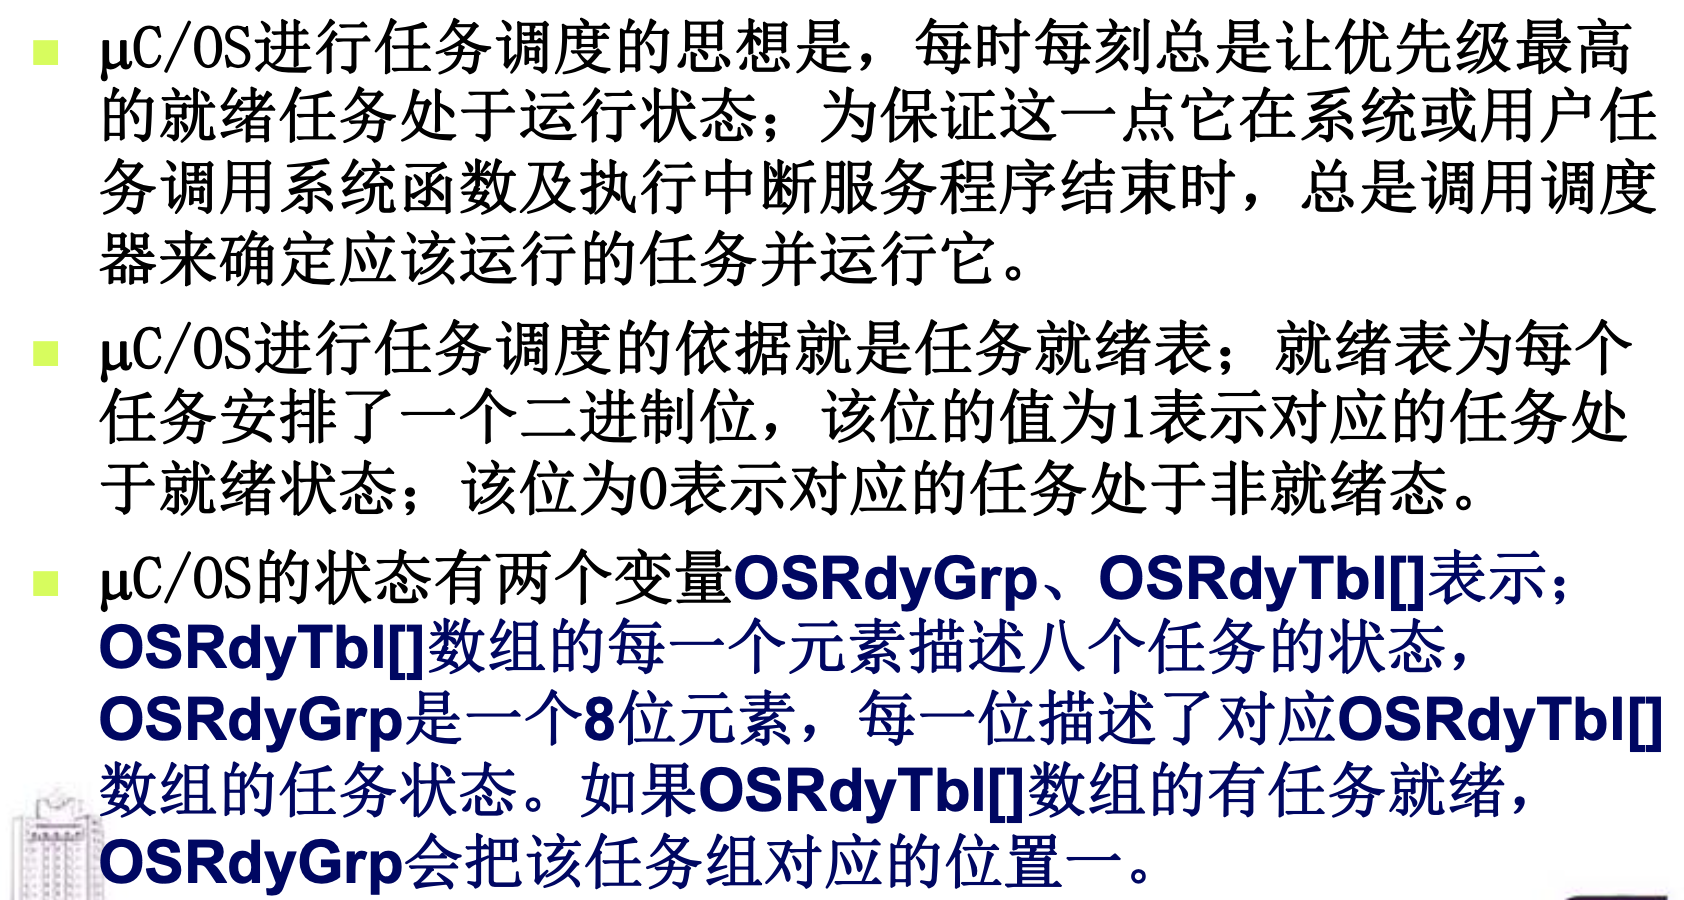 μC/OS进行任务调度的思想是，每时每刻总是让优先级最高
的就绪任务处于运行状态；为保证这一点它在系统或用户任
务调用系统函数及执行中断服务程序结束时，总是调用调度
器来确定应该运行的任务并运行它。
μC/OS进行任务调度的依据就是任务就绪表；就绪表为每个
任务安排了一个二进制位，该位的值为1表示对应的任务处
于就绪状态；该位为0表示对应的任务处于非就绪态。
μC/OS的状态有两个变量OSRdyGrp、OSRdyTbl[]表示；
OSRdyTbl[]数组的每一个元素描述八个任务的状态，
OSRdyGrp是一个8位元素，每一位描述了对应OSRdyTbl[]
数组的任务状态。如果OSRdyTbl[]数组的有任务就绪，
OSRdyGrp会把该任务组对应的位置一。